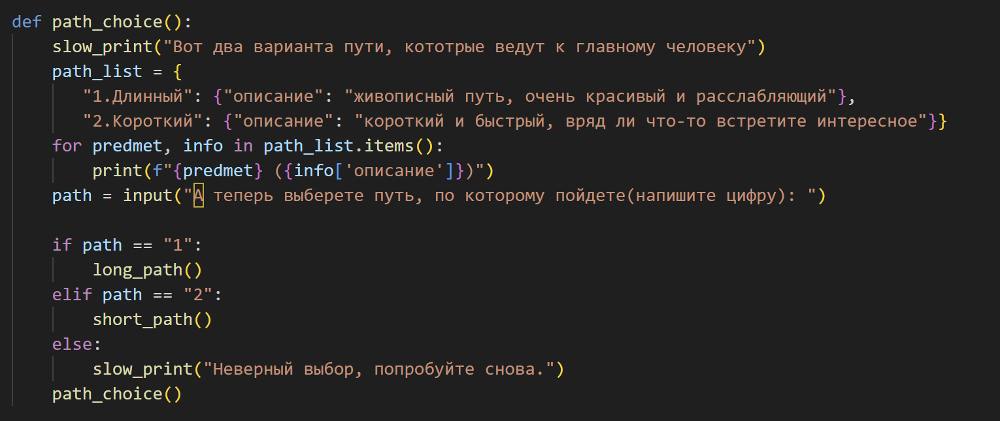 def path_choice():
    slow_print("Вот два варианта пути, кототрые ведут к главному человеку")
    path_list = {
       "1.Длинный": {"описание": "живописный путь, очень красивый и расслабляющий"},
       "2.Короткий": {"описание": "короткий и быстрый, вряд ли что-то встретите интересное"}}
    for predmet, info in path_list.items():
        print(f"{predmet} ({info['описание']})")
    path = input("А теперь выберете путь, по которому пойдете(напишите цифру): ")
    if path == "1":
        long_path()
    elif path == "2":
        short_path()
    else:
        slow_print("Неверный выбор, попробуйте снова.")
    path_choice()